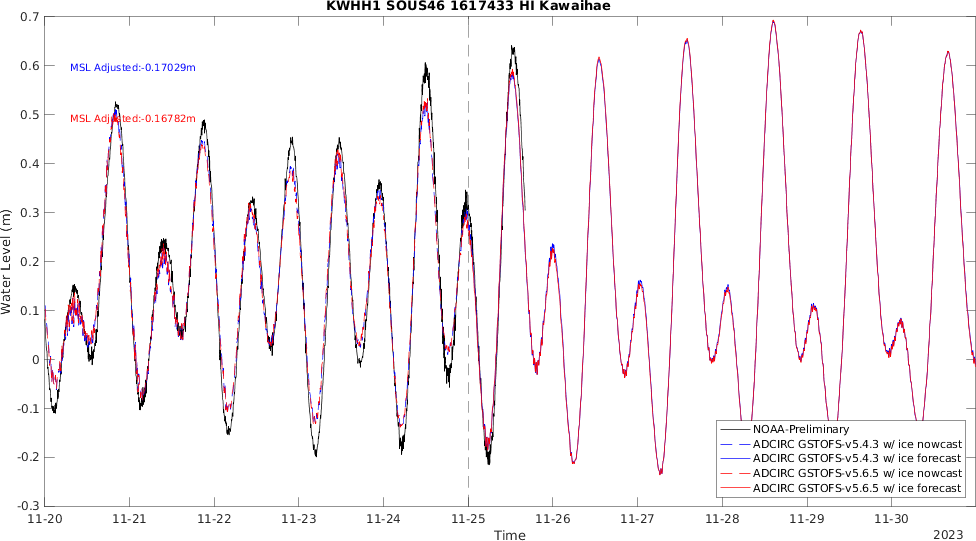 KWHH1 SOUS46 1617433 HI Kawaihae
0.7
0.6
0.5
0.4
0.3
0.2
0.1
0
-0.1
-0.2
-0.3
Water Level (m)
MSL Adjusted:-0.17029m
MSL Adjusted:-0.16782m
NOAA-Preliminary
ADCIRC GSTOFS-v5.4.3 w/ ice nowcast
ADCIRC GSTOFS-v5.4.3 w/ ice forecast
ADCIRC GSTOFS-v5.6.5 w/ ice nowcast
ADCIRC GSTOFS-v5.6.5 w/ ice forecast
11-20 11-21 11-22 11-23 11-24 11-25 11-26 11-27 11-28 11-29 11-30
Time
2023